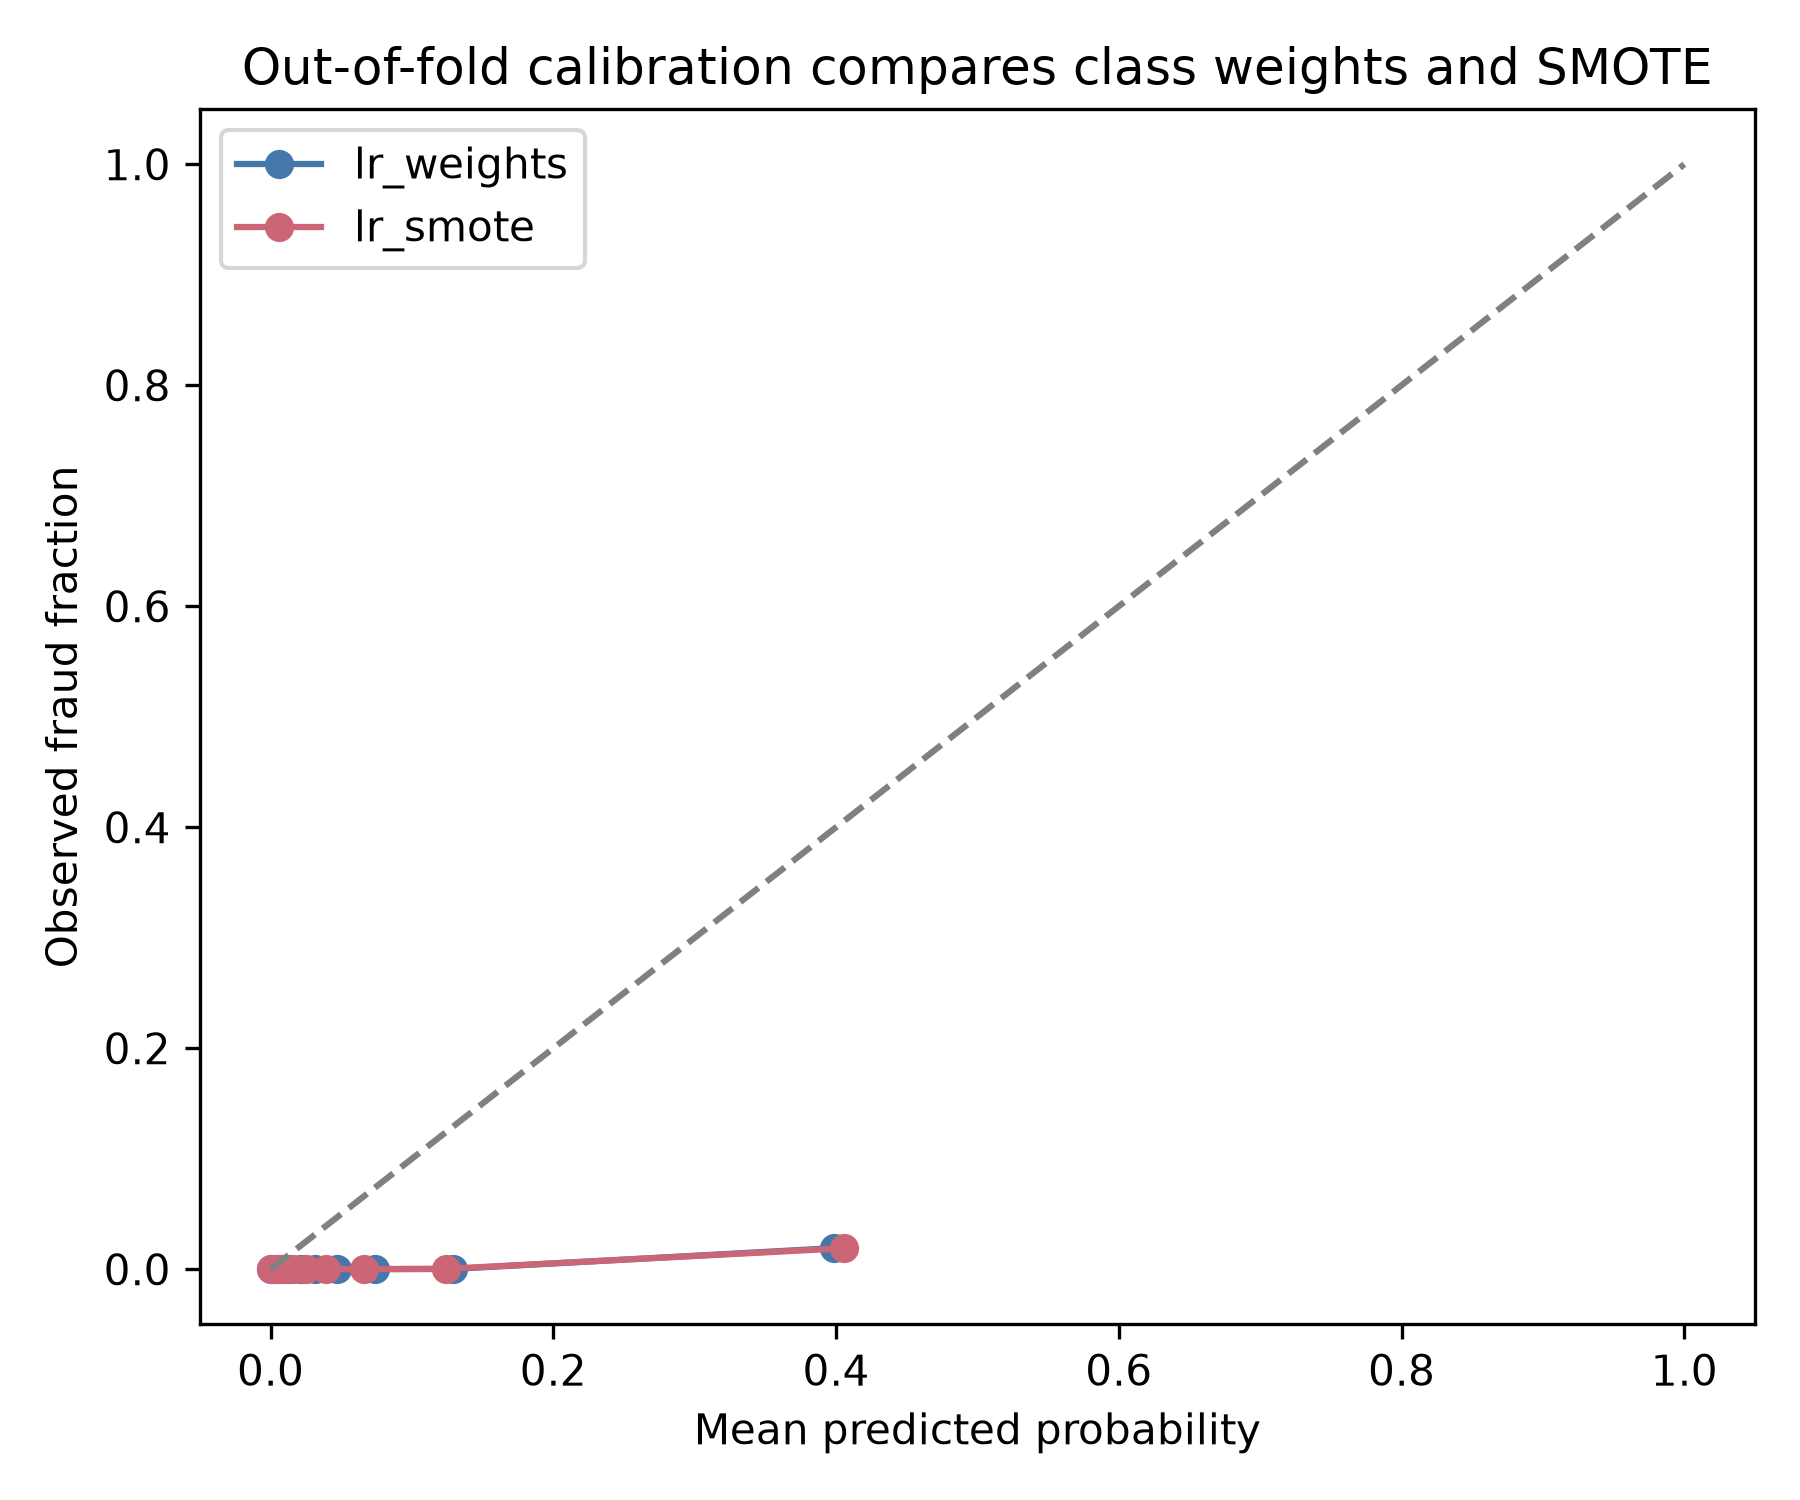 Out-of-fold calibration compares class weights and SMOTE
lr_weights
lr_smote
1.0
0.8
0.6
0.4
0.2
0.0
Observed fraud fraction
0.0 0.2 0.4 0.6 0.8 1.0
Mean predicted probability